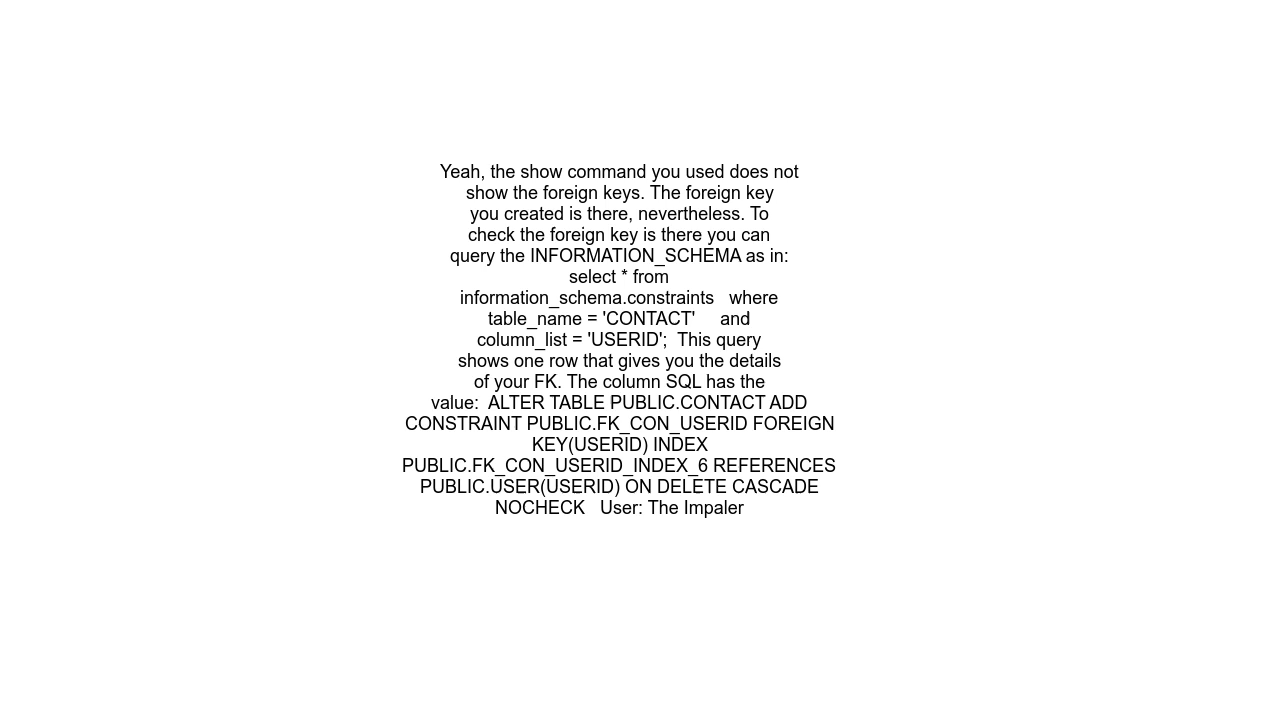 Yeah, the show command you used does not
show the foreign keys. The foreign key
you created is there, nevertheless. To
check the foreign key is there you can
query the INFORMATION_SCHEMA as in:
select * from
information_schema.constraints   where
table_name = 'CONTACT'     and
column_list = 'USERID';  This query
shows one row that gives you the details
of your FK. The column SQL has the
value:  ALTER TABLE PUBLIC.CONTACT ADD
CONSTRAINT PUBLIC.FK_CON_USERID FOREIGN
KEY(USERID) INDEX
PUBLIC.FK_CON_USERID_INDEX_6 REFERENCES
PUBLIC.USER(USERID) ON DELETE CASCADE
NOCHECK   User: The Impaler